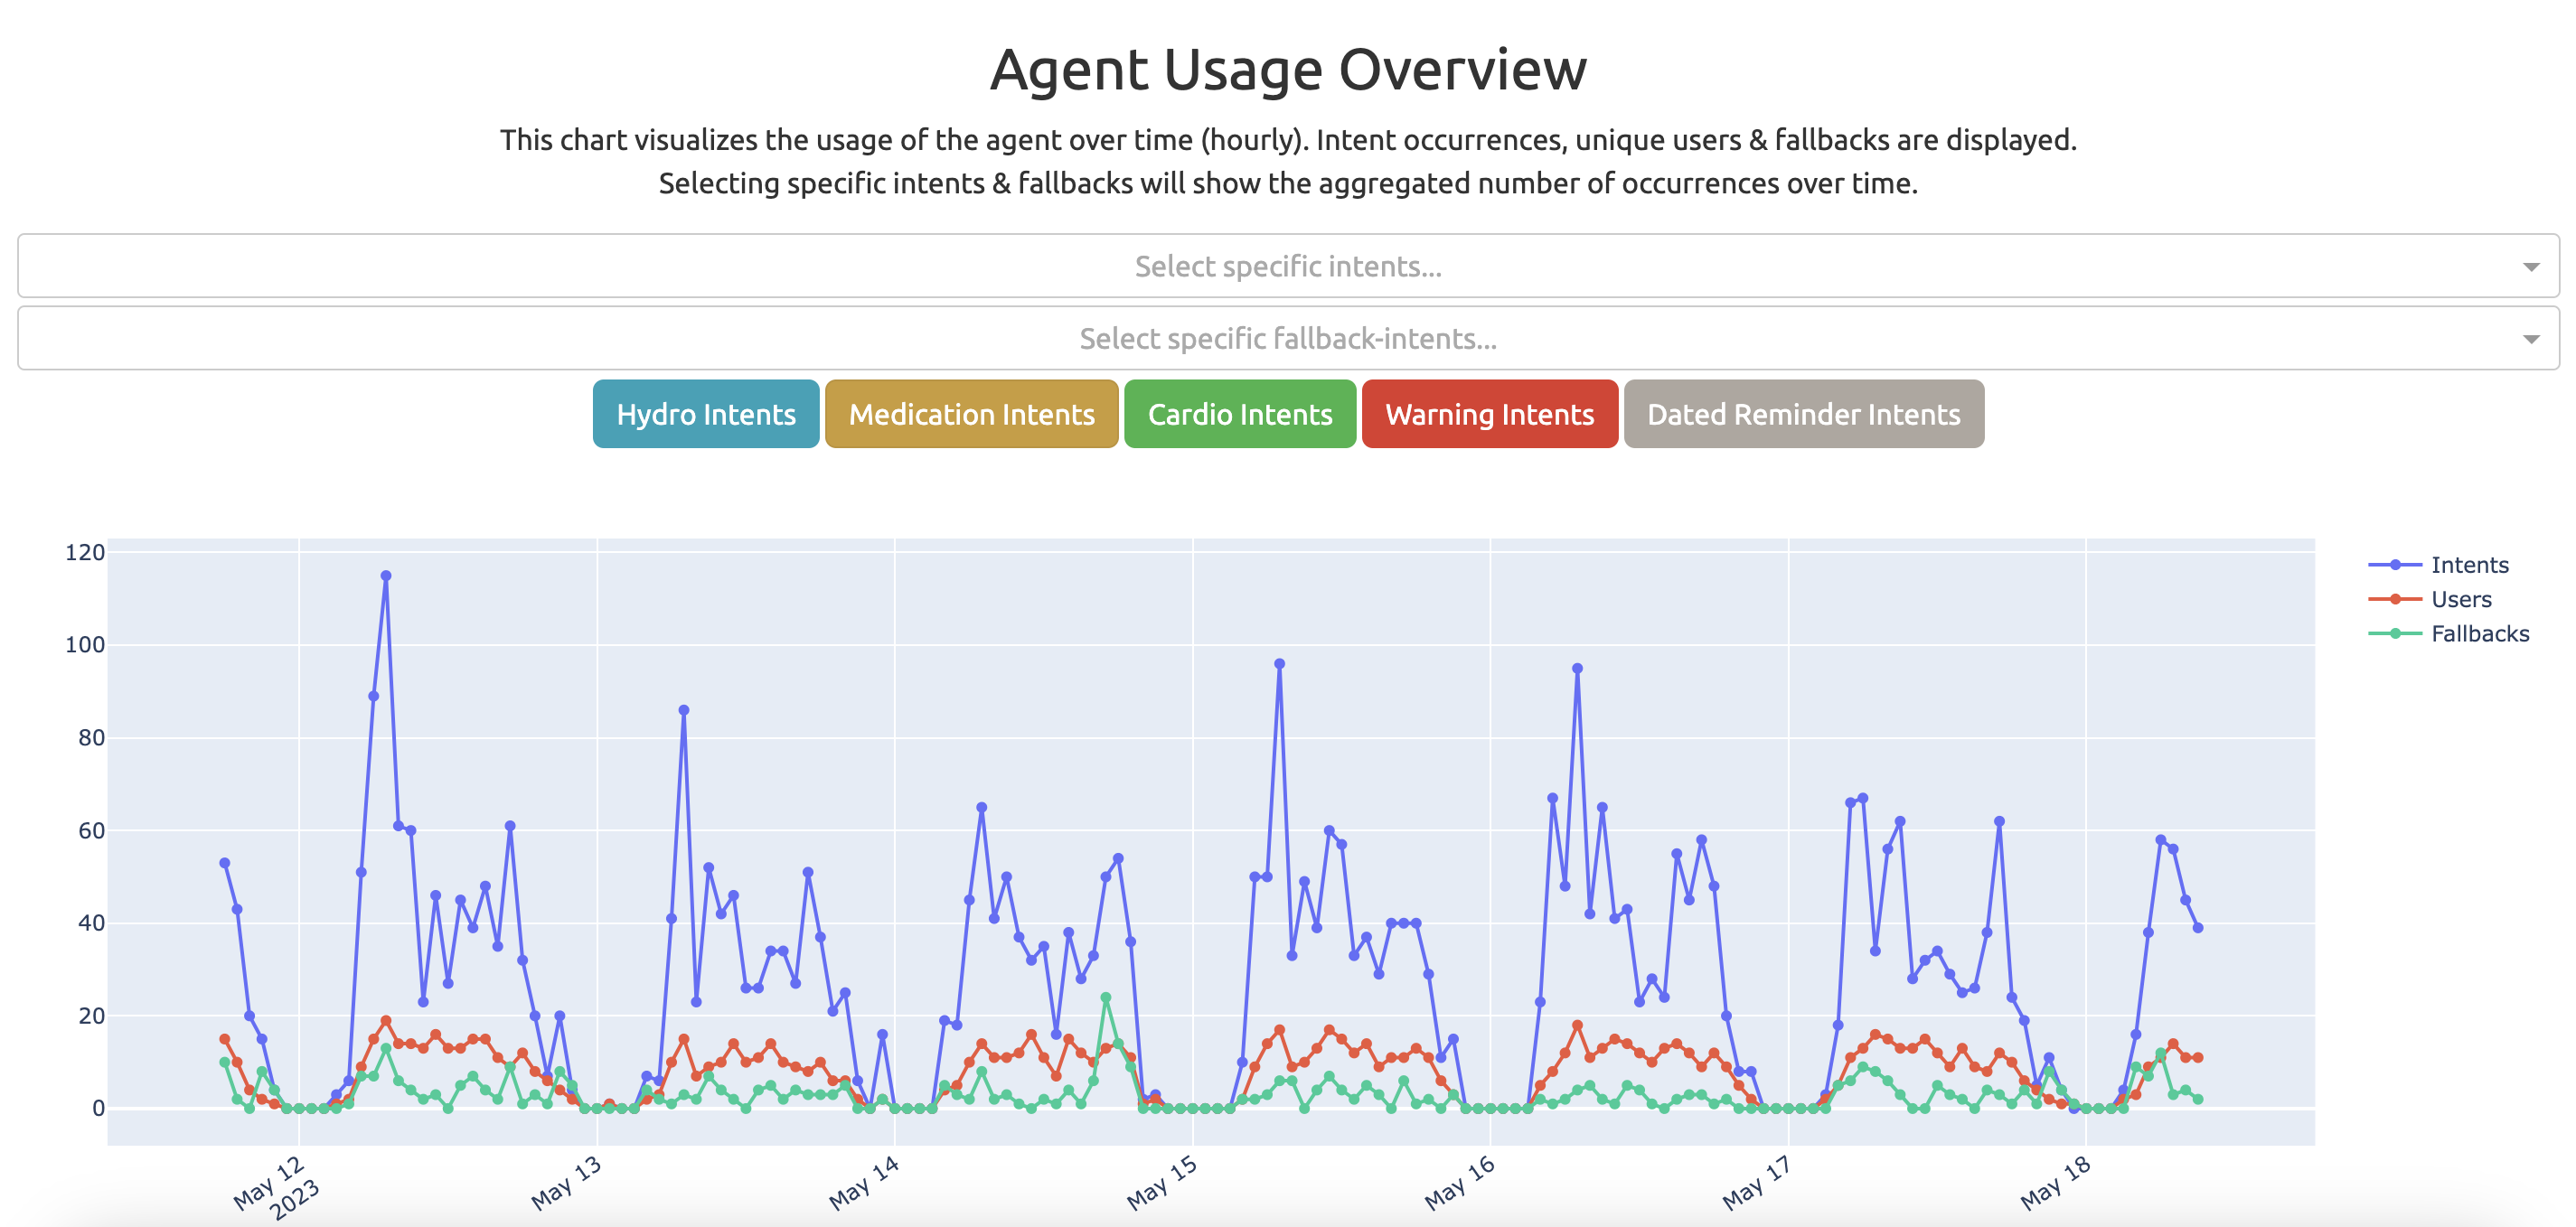 Agent Usage Overview
This chart visualizes the usage of the agent over time (hourly). Intent occurrences, unique users & fallbacks are displayed.
Selecting specific intents & fallbacks will show the aggregated number of occurrences over time.
Select specific intents...
Select specific fallback-intents...
Hydro Intents
Medication Intents
Cardio Intents
Warning Intents
Dated Reminder Intents
120
100
80
60
40
20
0
Intents
Users
Fallbacks
May 12
2023
May 13
May 14
May 15
May 16
May 17
May 18